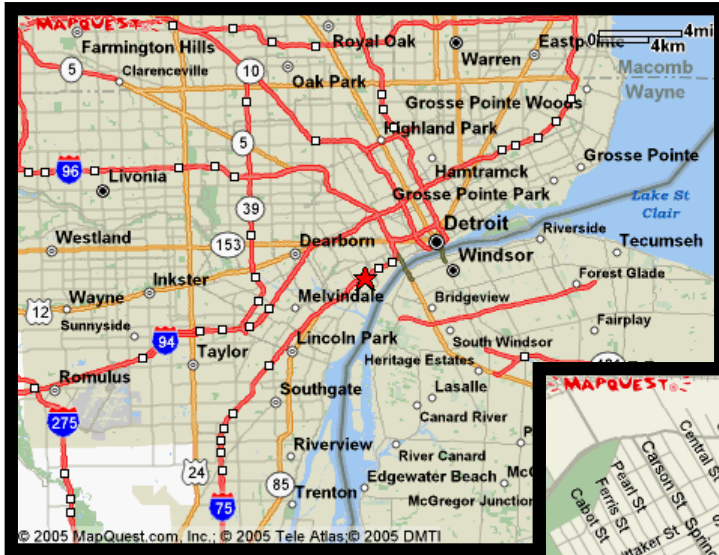 MAPQUEST
Royal Oak
Farmington Hills
Clarenceville
5
10
Oak Park
Warren
Eastpointe
0
4mi
4km
Macomb
Wayne
Grosse Pointe Woods
Highland Park
5
96
Livonia
Hamtramck
Grosse Pointe
39
Grosse Pointe Park
Lake St
Clair
Detroit
Riverside
Westland
153
Dearborn
Windsor
Tecumseh
Inkster
Forest Glade
12
Wayne
Melvindale
Bridgeview
Sunnyside
94
Taylor
Lincoln Park
South Windsor
Fairplay
Heritage Estates
Romulus
Southgate
Lasalle
275
Canard River
MAPQUEST
Riverview
River Canard
24
85
Trenton
Edgewater Beach
75
McGregor Junction
Central St
Carson St
Pearl St
Ferris St
Cabot St
© 2005 MapQuest.com, Inc.; © 2005 Tele Atlas;© 2005 DMTI